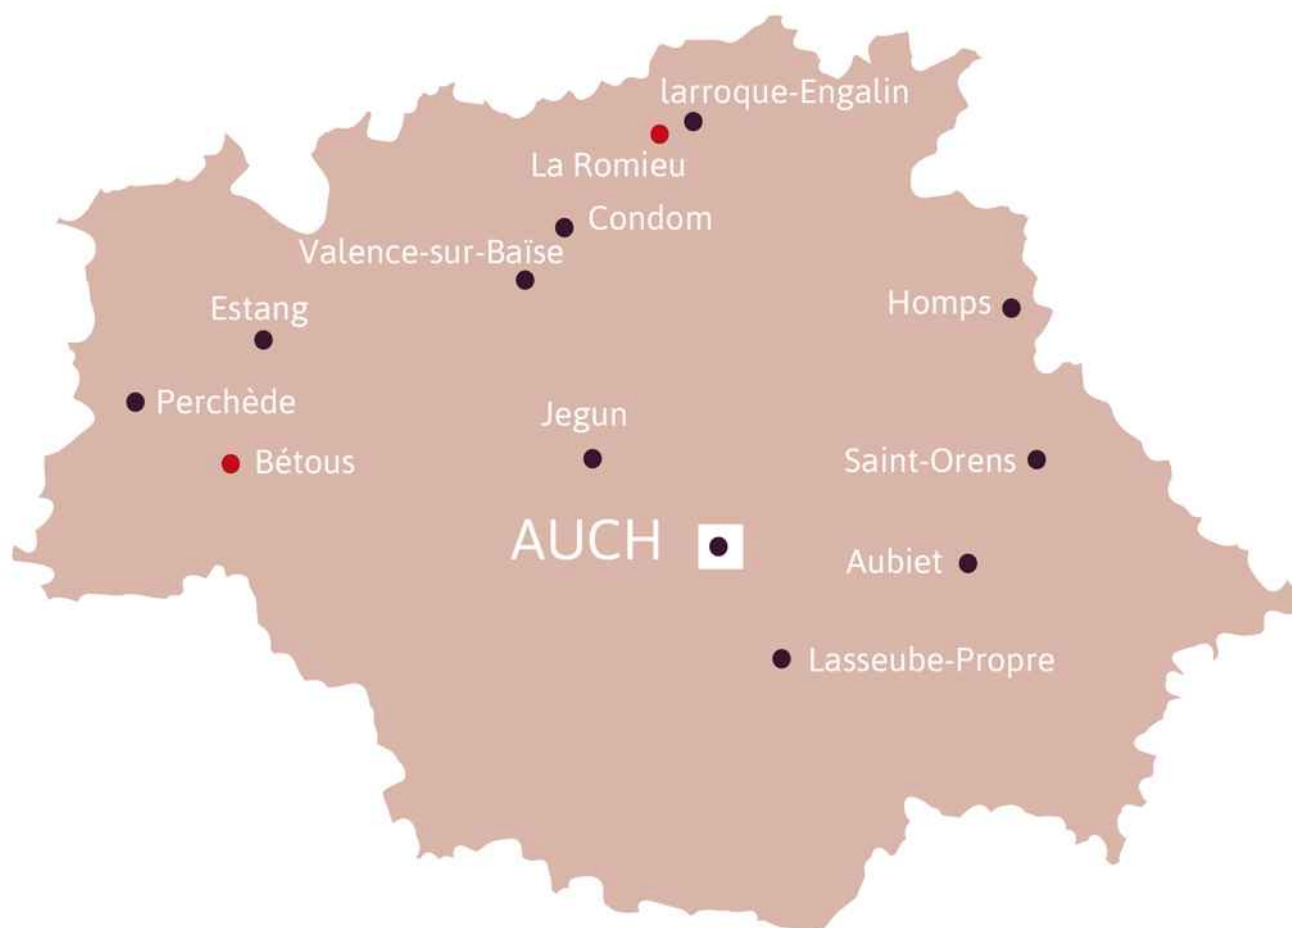 larroque-Engalin
La Romieu
Condom
Valence-sur-Baïse
Homps
Estang
Perchède
Jegun
Bétous
Saint-Orens
AUCH
Aubiet
Lasseube-Propre